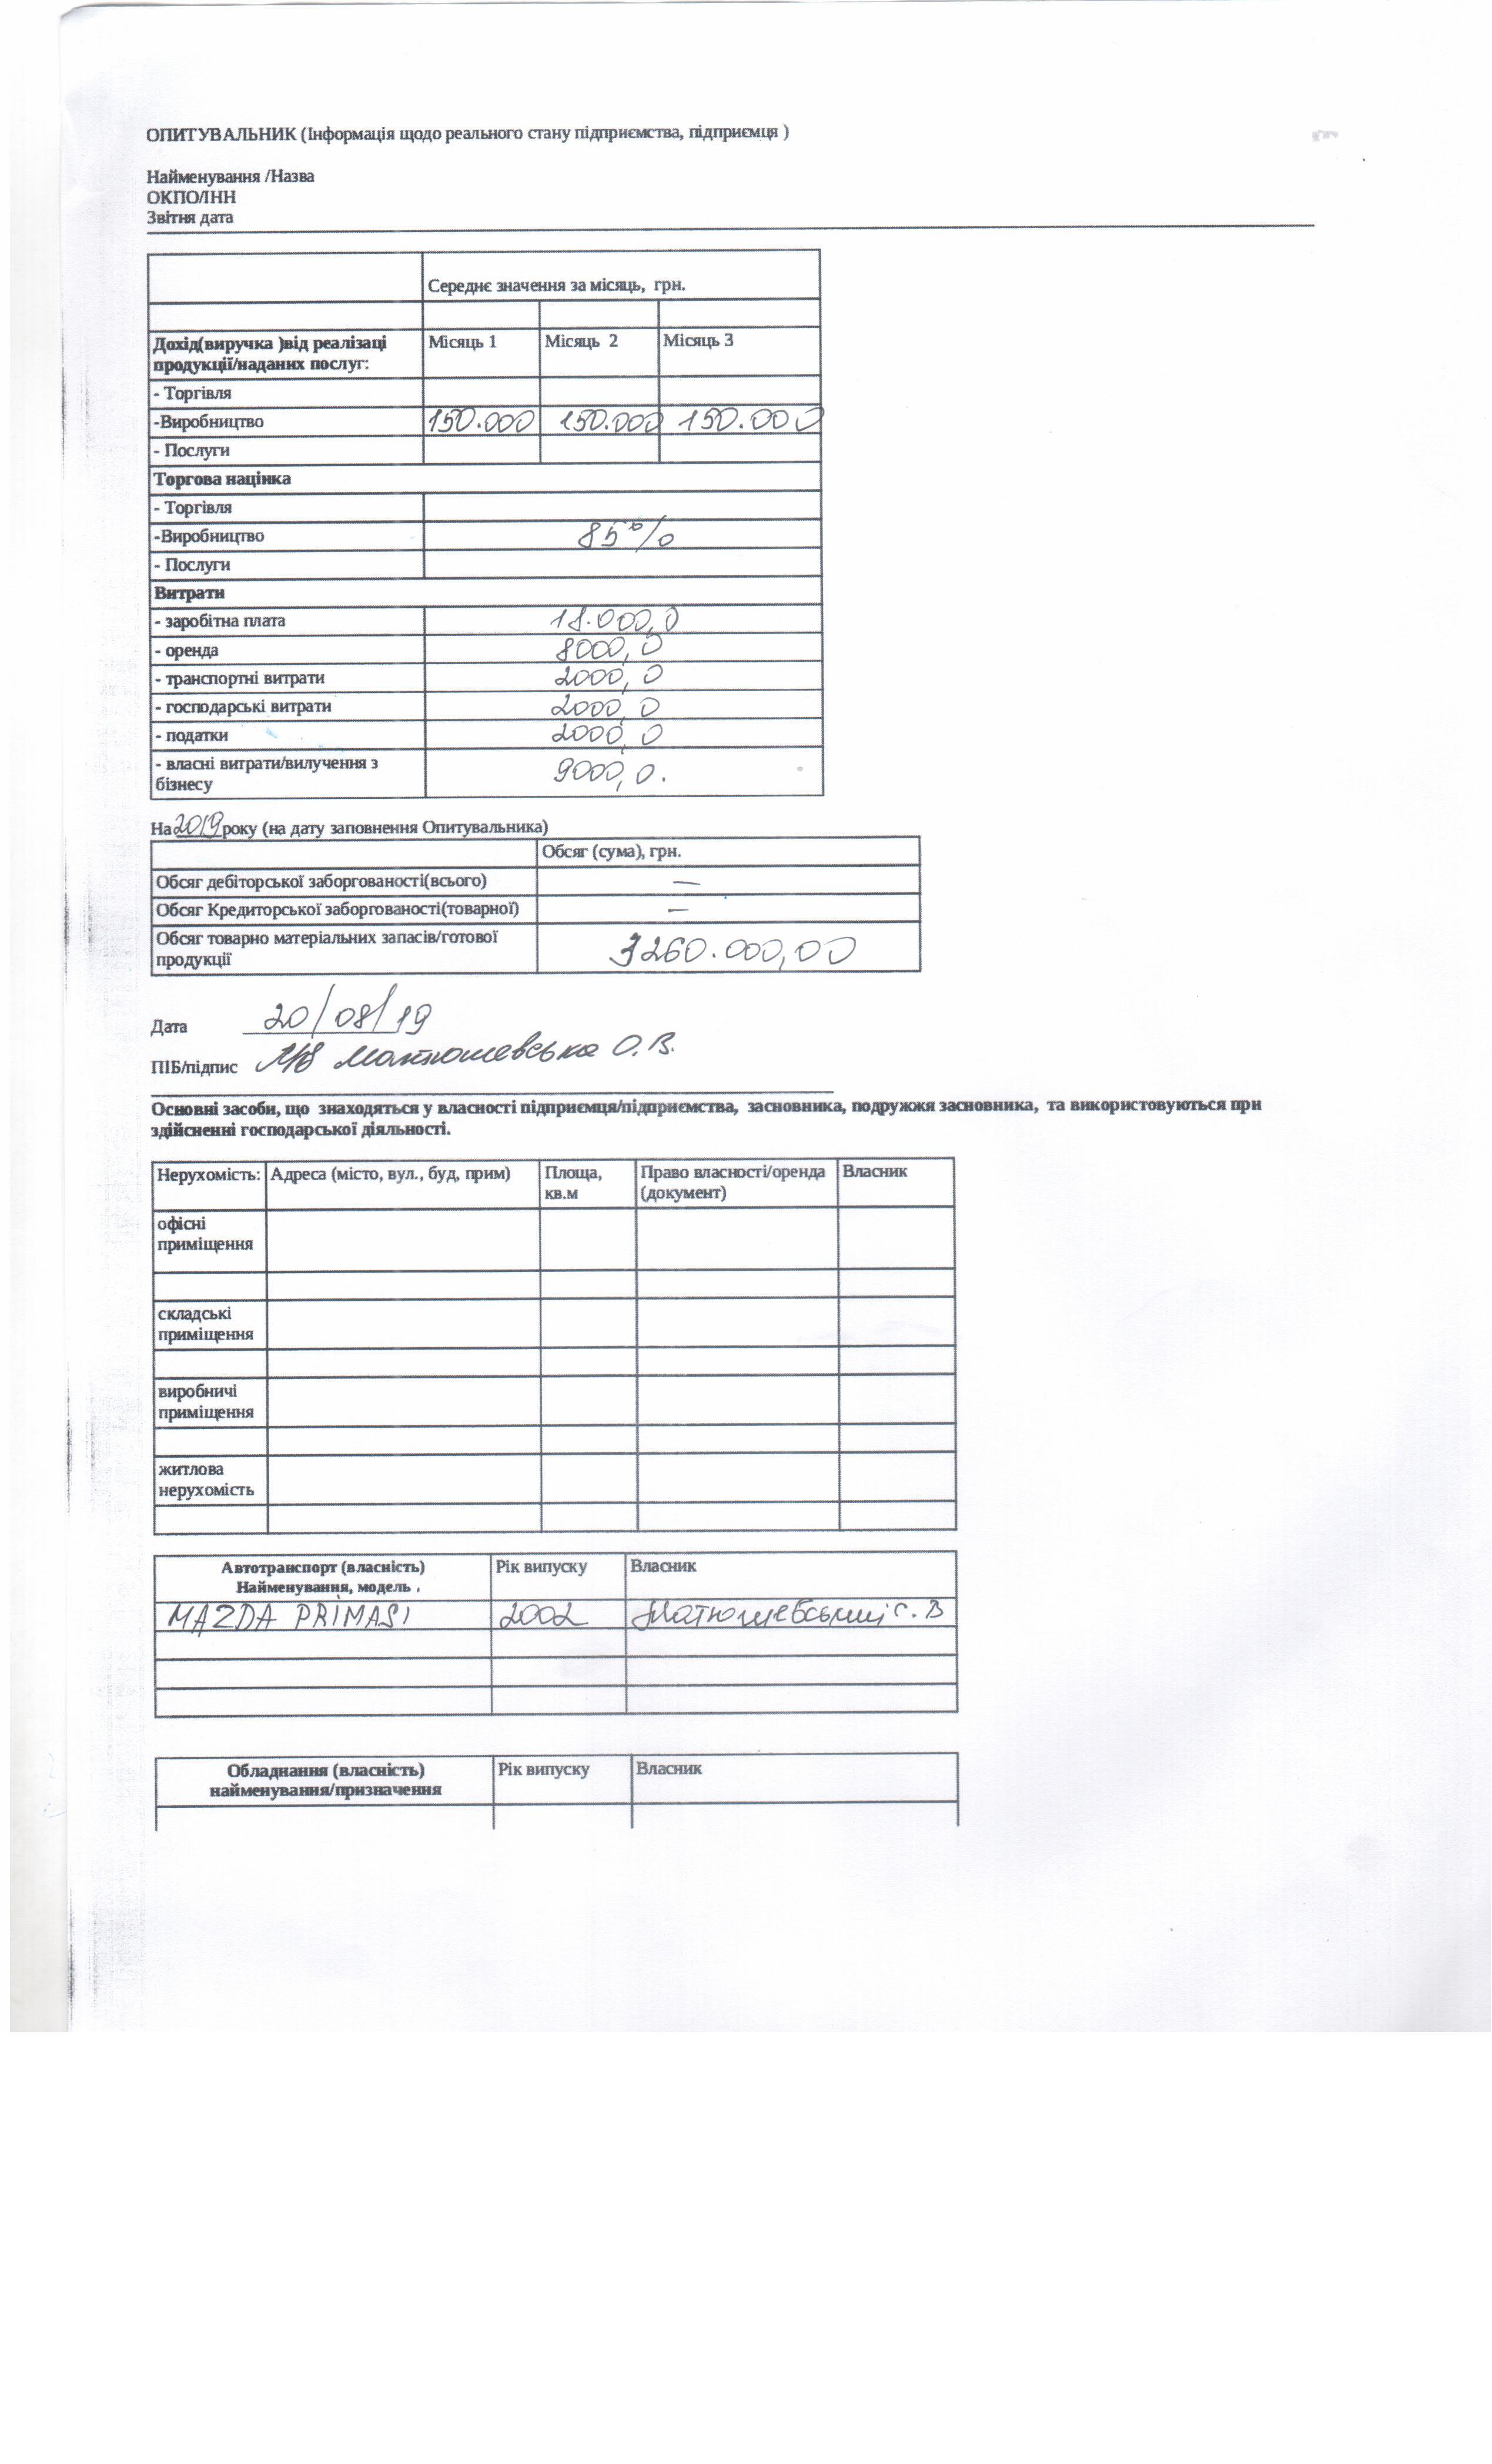 ОПИТУВАЛЬНИК (Інформація щодо реального стану підприємства, підприємця )
Найменування /Назва
ОКПО/ІНН
Звітня дата
Середнє значення за місяць, грн.
Дохід(виручка )від реалізаці продукції/наданих послуг: Місяць 1 Місяць 2 Місяць 3
- Торгівля
-Виробництво 150.000 150.000 150.000
- Послуги
Торгова націнка
- Торгівля
-Виробництво 85%
- Послуги
Витрати
- заробітна плата 18.000,0
- оренда 8000,0
- транспортні витрати 2000,0
- господарські витрати 2000,0
- податки 2000,0
- власні витрати/вилучення з
бізнесу 9000,0.
На 2019 року (на дату заповнення Опитувальника)
Обсяг (сума), грн.
Обсяг дебіторської заборгованості(всього) —
Обсяг Кредиторської заборгованості(товарної) —
Обсяг товарно матеріальних запасів/готової
продукції 260.000,00
Дата 20/08/19
ПІБ/підпис Матюшевська О.В.
Основні засоби, що знаходяться у власності підприємця/підприємства, засновника, подружжя засновника, та використовуються при
здійсненні господарської діяльності.
Нерухомість: Адреса (місто, вул., буд, прим) Площа, кв.м Право власності/оренда (документ) Власник
офісні
приміщення
складські
приміщення
виробничі
приміщення
житлова
нерухомість
Автотранспорт (власність) Рік випуску Власник
Найменування, модель .
MAZDA PRIMASI 2002 С.В
Обладнання (власність) Рік випуску Власник
найменування/призначення